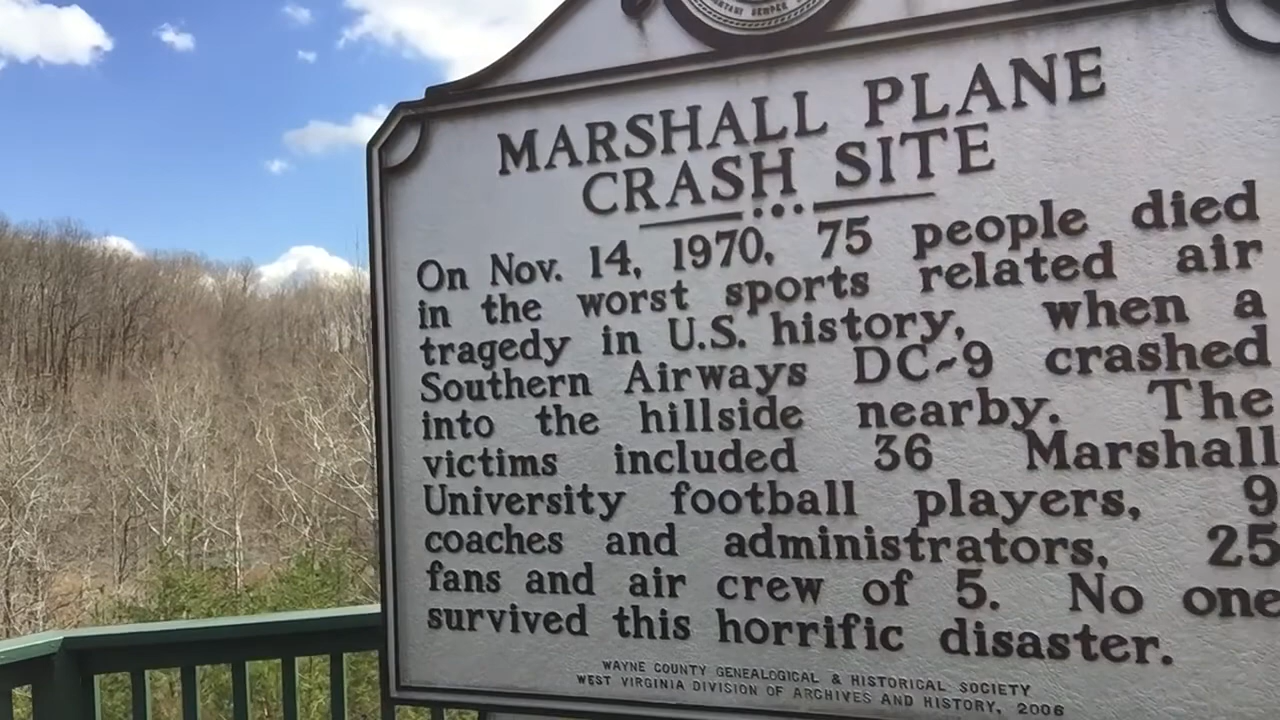 SEMPER
MARSHALL PLANE
CRASH SITE
On Nov. 14, 1970, 75 people died
in the worst sports related air
tragedy in U.S. history, when a
Southern Airways DC-9 crashed
into the hillside nearby. The
victims included 36 Marshall
University football players, 9
coaches and administrators, 25
fans and air crew of 5. No one
survived this horrific disaster.
WAYNE COUNTY GENEALOGICAL & HISTORICAL SOCIETY
WEST VIRGINIA DIVISION OF ARCHIVES AND HISTORY, 2006